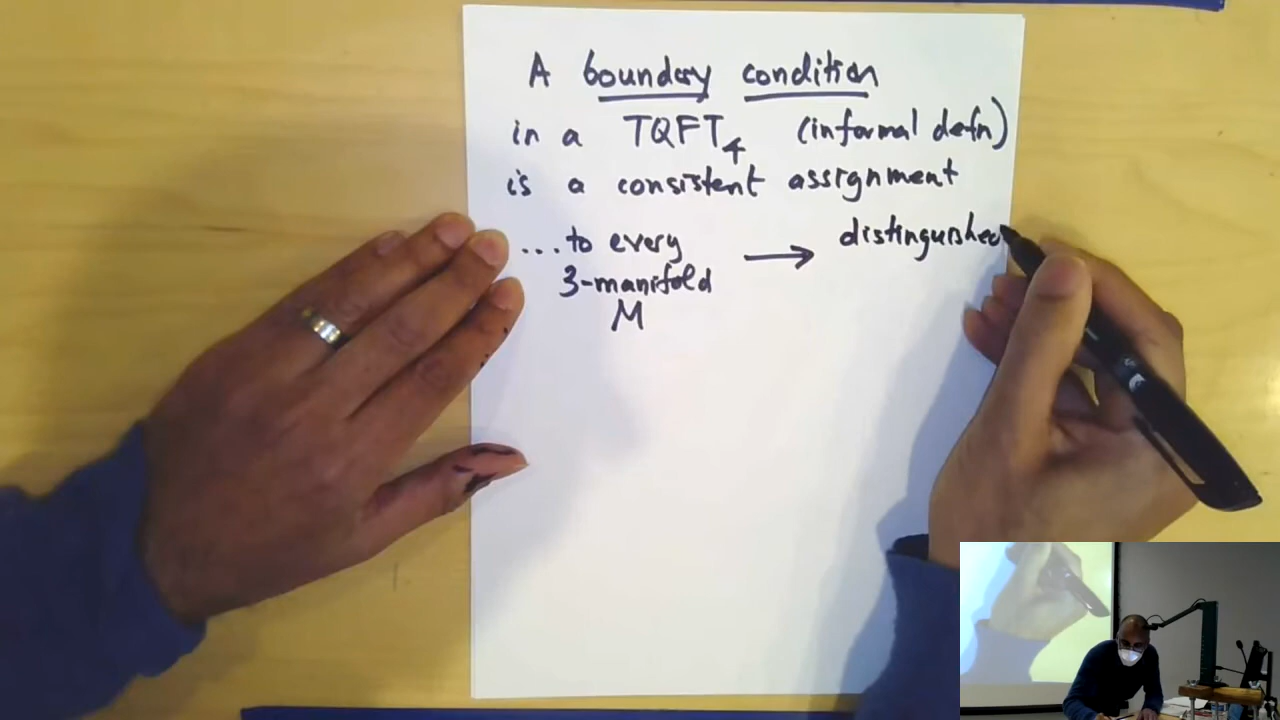 A boundary condition
in a TQFT₄ (informal defn)
is a consistent assignment
...to every → distinguished
3-manifold
M